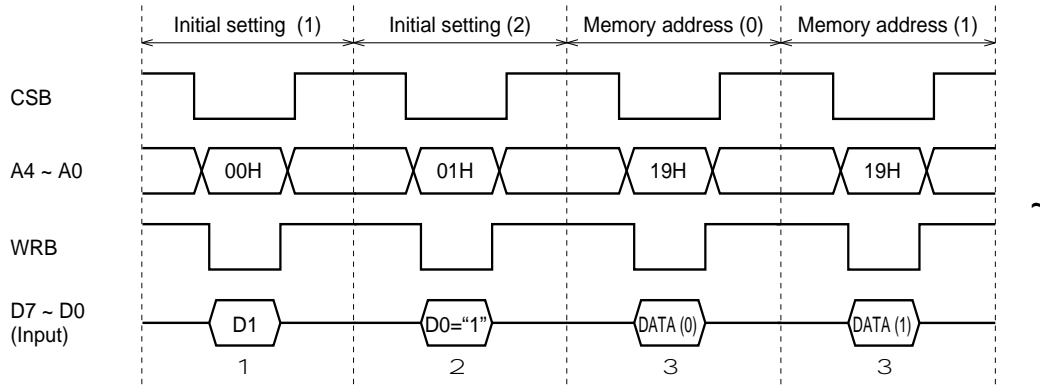 Initial setting (1) Initial setting (2) Memory address (0) Memory address (1)
CSB
A4 ~ A0 00H 01H 19H 19H
~
WRB
D7 ~ D0
(Input) D1 D0=“1” DATA (0) DATA (1)
1 2 3 3